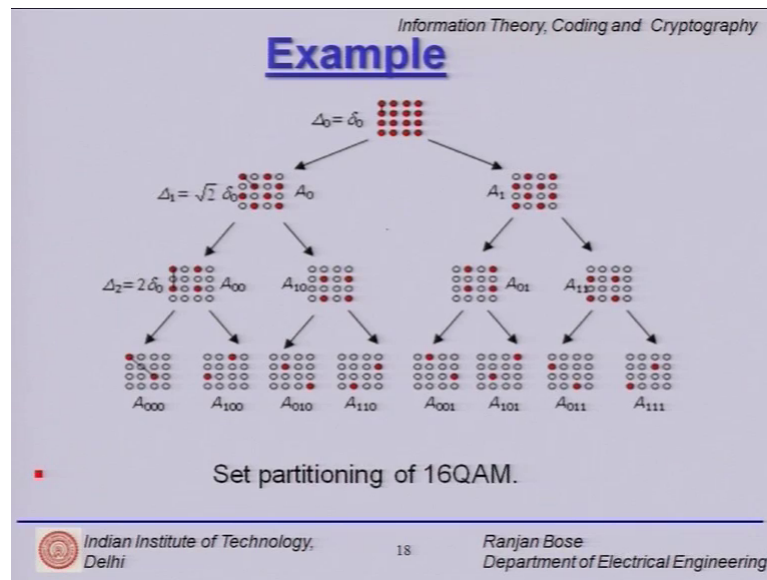 Information Theory, Coding and Cryptography
Example
Δ₀= δ₀
Δ₁= √2 δ₀ A₀ A₁
Δ₂= 2δ₀ A₀₀ A₁₀ A₀₁ A₁₁
A₀₀₀ A₁₀₀ A₀₁₀ A₁₁₀ A₀₀₁ A₁₀₁ A₀₁₁ A₁₁₁
Set partitioning of 16QAM.
Indian Institute of Technology,
Delhi
18
Ranjan Bose
Department of Electrical Engineering